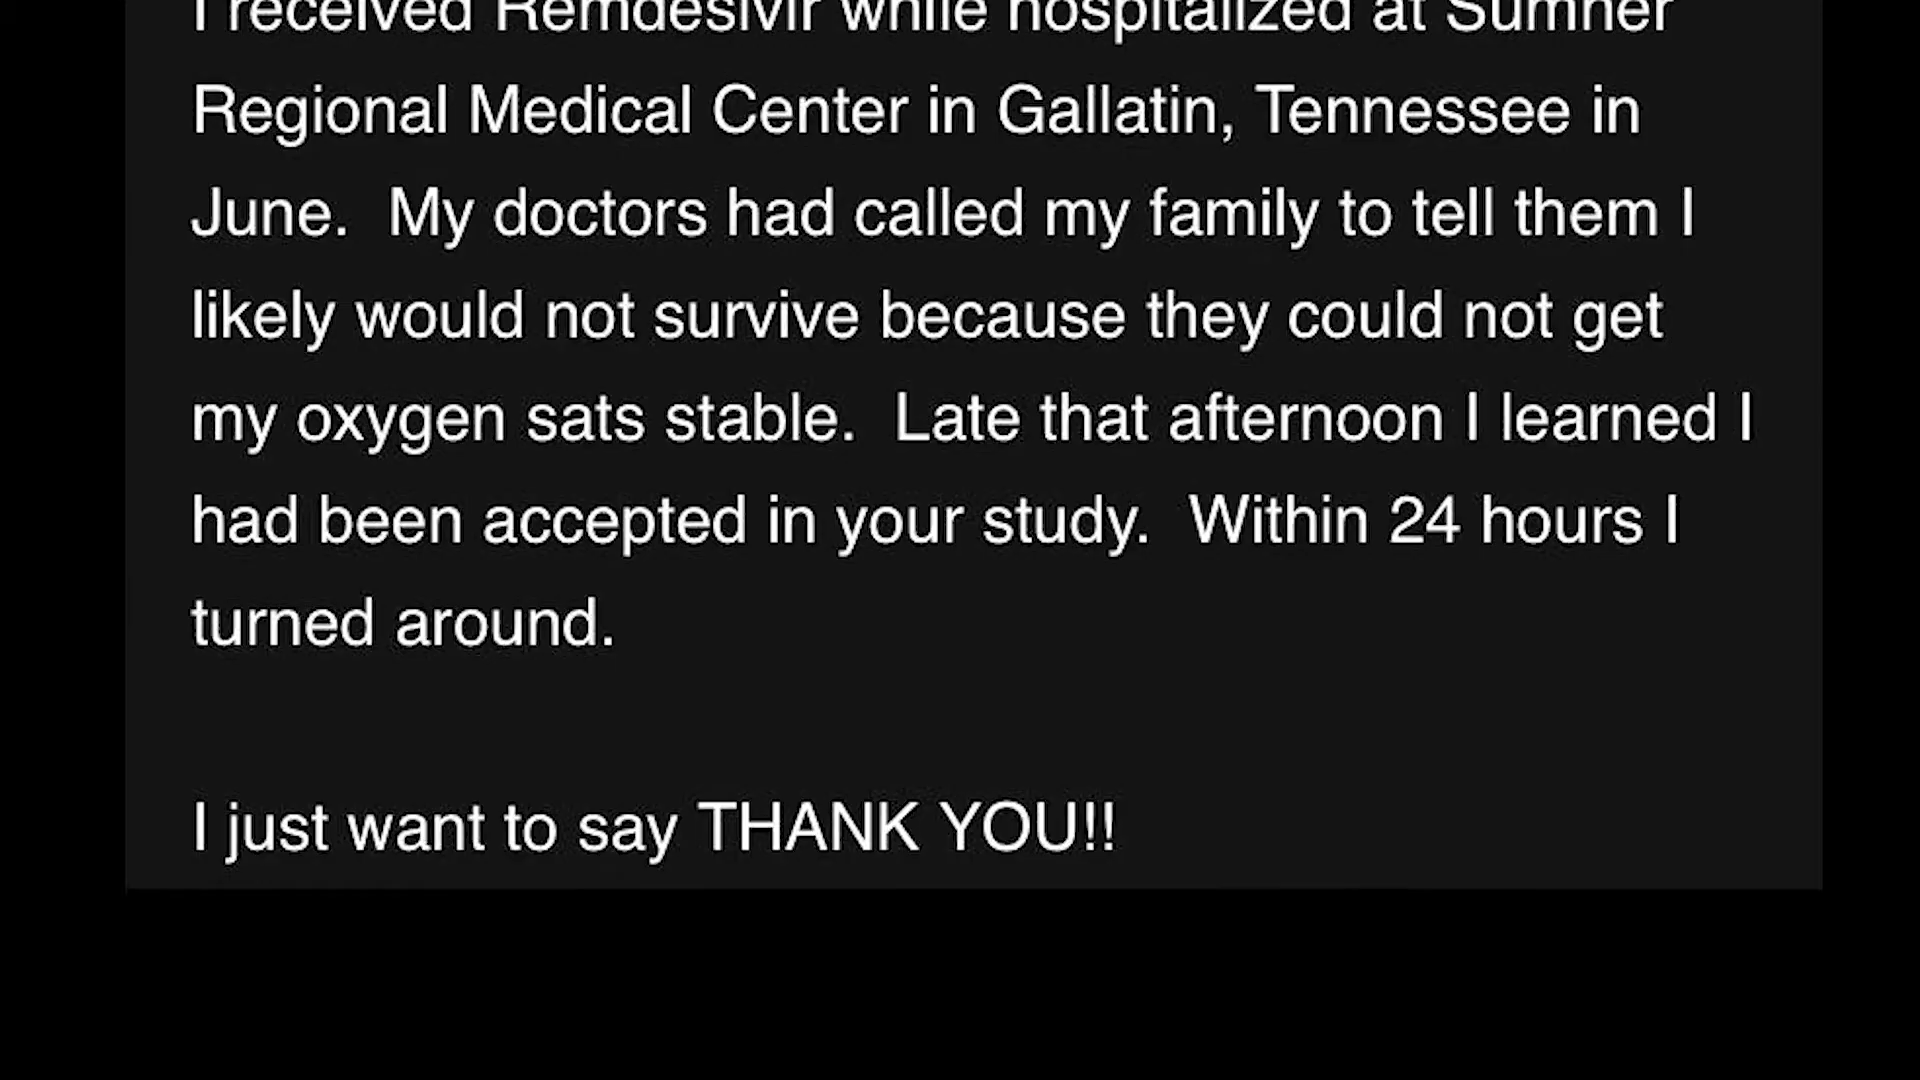 I received Remdesivir while hospitalized at Sumner
Regional Medical Center in Gallatin, Tennessee in
June.  My doctors had called my family to tell them I
likely would not survive because they could not get
my oxygen sats stable.  Late that afternoon I learned I
had been accepted in your study.  Within 24 hours I
turned around.
I just want to say THANK YOU!!